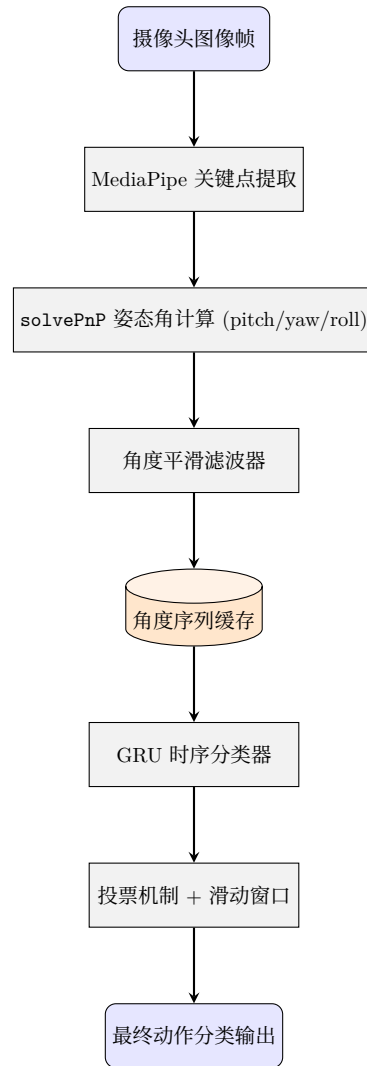 摄像头图像帧
MediaPipe 关键点提取
solvePnP 姿态角计算 (pitch/yaw/roll)
角度平滑滤波器
角度序列缓存
GRU 时序分类器
投票机制 + 滑动窗口
最终动作分类输出